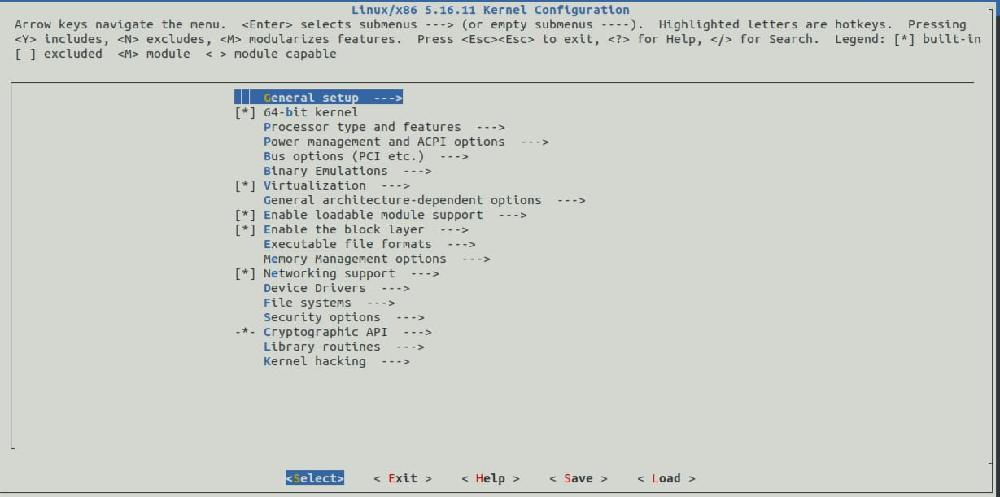 Linux/x86 5.16.11 Kernel Configuration
Arrow keys navigate the menu.  <Enter> selects submenus ---> (or empty submenus ----).  Highlighted letters are hotkeys.  Pressing
<Y> includes, <N> excludes, <M> modularizes features.  Press <Esc><Esc> to exit, <?> for Help, </> for Search.  Legend: [*] built-in
[ ] excluded  <M> module  < > module capable
General setup  --->
[*] 64-bit kernel
Processor type and features  --->
Power management and ACPI options  --->
Bus options (PCI etc.)  --->
Binary Emulations  --->
[*] Virtualization  --->
General architecture-dependent options  --->
[*] Enable loadable module support  --->
[*] Enable the block layer  --->
Executable file formats  --->
Memory Management options  --->
[*] Networking support  --->
Device Drivers  --->
File systems  --->
Security options  --->
-*- Cryptographic API  --->
Library routines  --->
Kernel hacking  --->
<Select>    < Exit >    < Help >    < Save >    < Load >